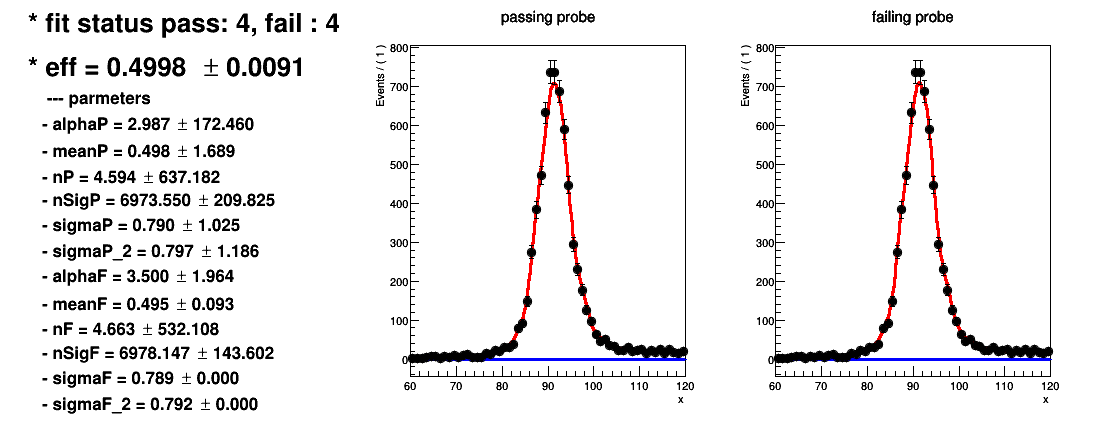 * fit status pass: 4, fail : 4
* eff = 0.4998 ± 0.0091
--- parmeters
- alphaP = 2.987 ± 172.460
- meanP = 0.498 ± 1.689
- nP = 4.594 ± 637.182
- nSigP = 6973.550 ± 209.825
- sigmaP = 0.790 ± 1.025
- sigmaP_2 = 0.797 ± 1.186
- alphaF = 3.500 ± 1.964
- meanF = 0.495 ± 0.093
- nF = 4.663 ± 532.108
- nSigF = 6978.147 ± 143.602
- sigmaF = 0.789 ± 0.000
- sigmaF_2 = 0.792 ± 0.000
passing probe
Events / ( 1 )
800
700
600
500
400
300
200
100
0
60 70 80 90 100 110 120
x
failing probe
Events / ( 1 )
800
700
600
500
400
300
200
100
0
60 70 80 90 100 110 120
x